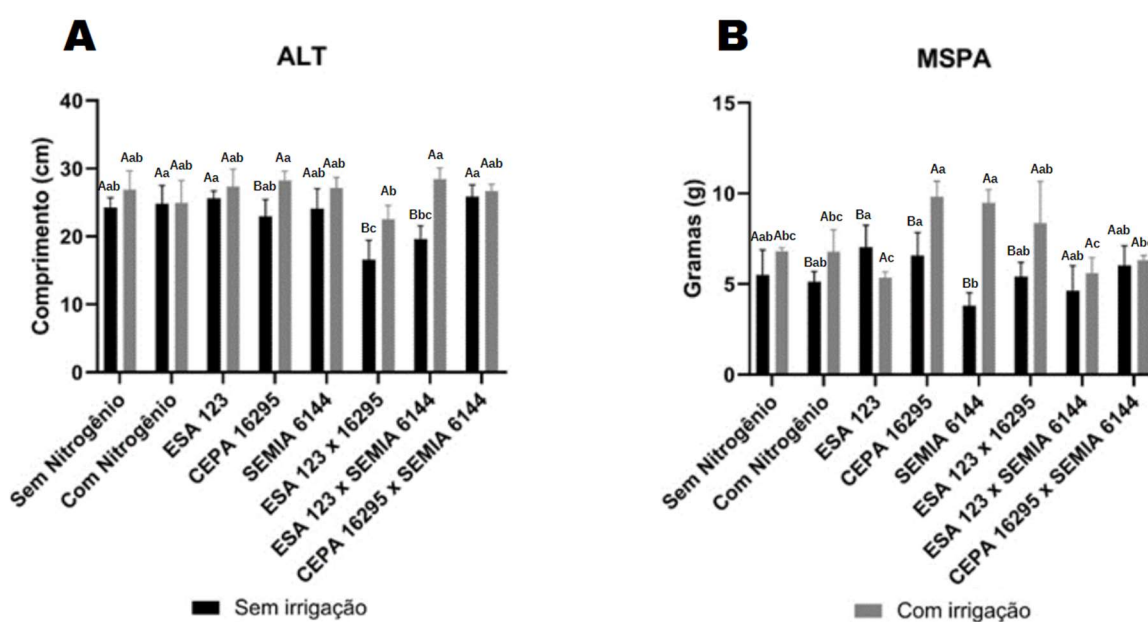 A
ALT
Comprimento (cm)
40
30
20
10
0
Aab Aab Aa Aab Aa Aab Bab Aa Aab Aab Bc Ab Bbc Aa Aa Aab
Sem Nitrogênio
Com Nitrogênio
ESA 123
CEPA 16295
SEMIA 6144
ESA 123 x 16295
ESA 123 x SEMIA 6144
CEPA 16295 x SEMIA 6144
Sem irrigação
B
MSPA
Gramas (g)
15
10
5
0
Aab Abc Bab Abc Ba Ac Ba Aa Bb Aa Bab Aab Aab Ac Aab Abc
Sem Nitrogênio
Com Nitrogênio
ESA 123
CEPA 16295
SEMIA 6144
ESA 123 x 16295
ESA 123 x SEMIA 6144
CEPA 16295 x SEMIA 6144
Com irrigação